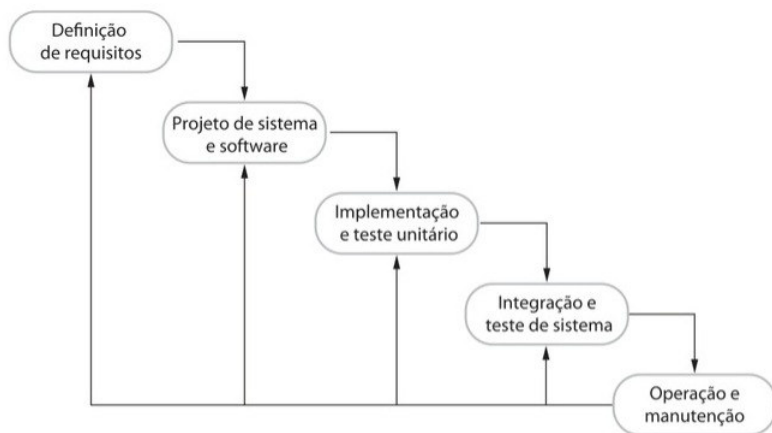 Definição
de requisitos
Projeto de sistema
e software
Implementação
e teste unitário
Integração e
teste de sistema
Operação e
manutenção